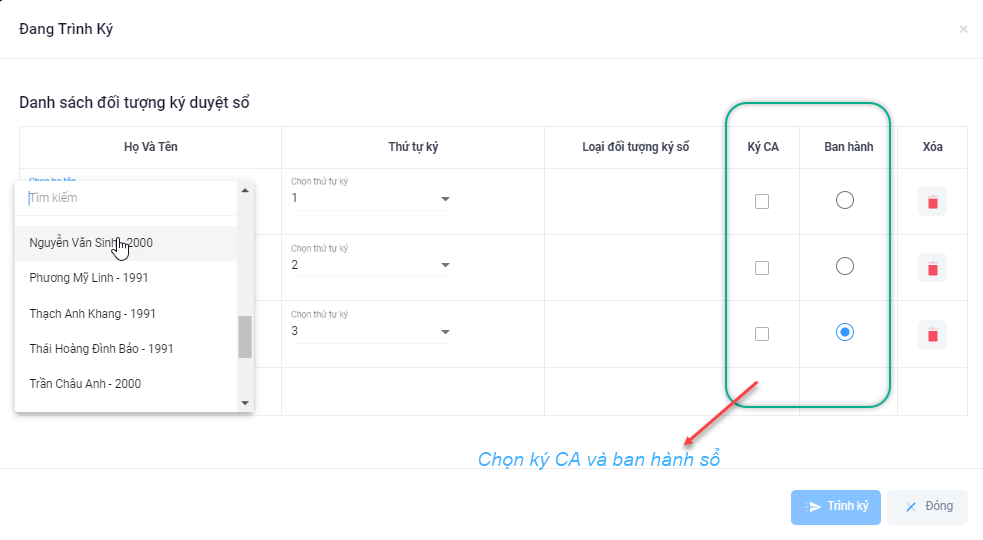 Đang Trình Ký
×
Danh sách đối tượng ký duyệt sổ
Họ Và Tên Thứ tự ký Loại đối tượng ký số Ký CA Ban hành Xóa
Chọn họ tên
Tìm kiếm
Nguyễn Văn Sinh - 2000
Phương Mỹ Linh - 1991
Thạch Anh Khang - 1991
Thái Hoàng Đình Bảo - 1991
Trần Châu Anh - 2000
Chọn thứ tự ký
1
Chọn thứ tự ký
2
Chọn thứ tự ký
3
Chọn ký CA và ban hành sổ
Trình ký
Đóng